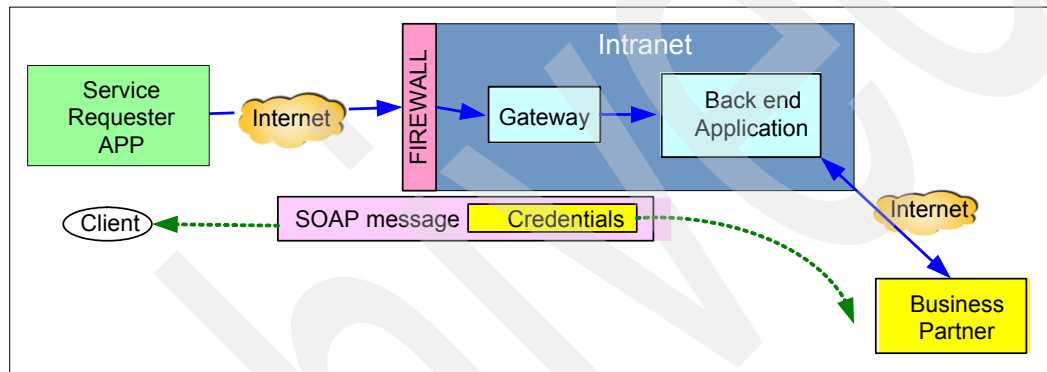 Intranet
Service
Requester
APP
Internet
FIREWALL
Gateway
Back end
Application
Client
SOAP message
Credentials
Internet
Business
Partner